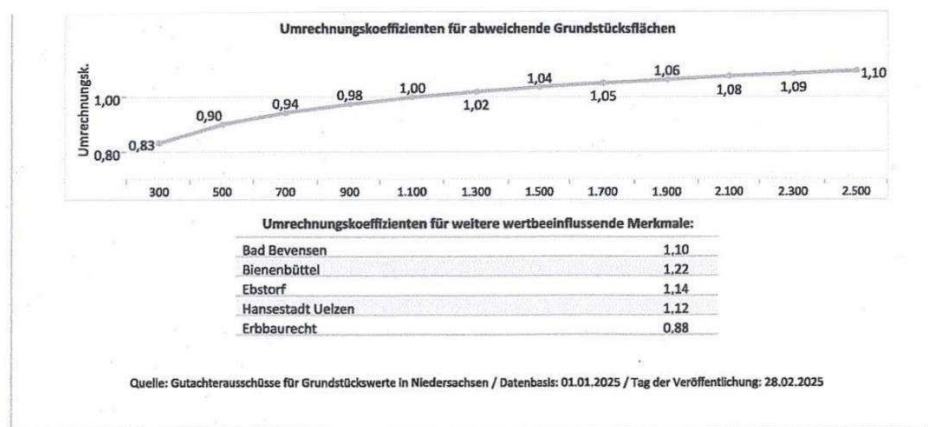 Umrechnungskoeffizienten für abweichende Grundstücksflächen
Umrechnungsk.
1,00
0,80
0,83
0,90
0,94
0,98
1,00
1,02
1,04
1,05
1,06
1,08
1,09
1,10
300 500 700 900 1.100 1.300 1.500 1.700 1.900 2.100 2.300 2.500
Umrechnungskoeffizienten für weitere wertbeeinflussende Merkmale:
Bad Bevensen 1,10
Bienenbüttel 1,22
Ebstorf 1,14
Hansestadt Uelzen 1,12
Erbbaurecht 0,88
Quelle: Gutachterausschüsse für Grundstückswerte in Niedersachsen / Datenbasis: 01.01.2025 / Tag der Veröffentlichung: 28.02.2025